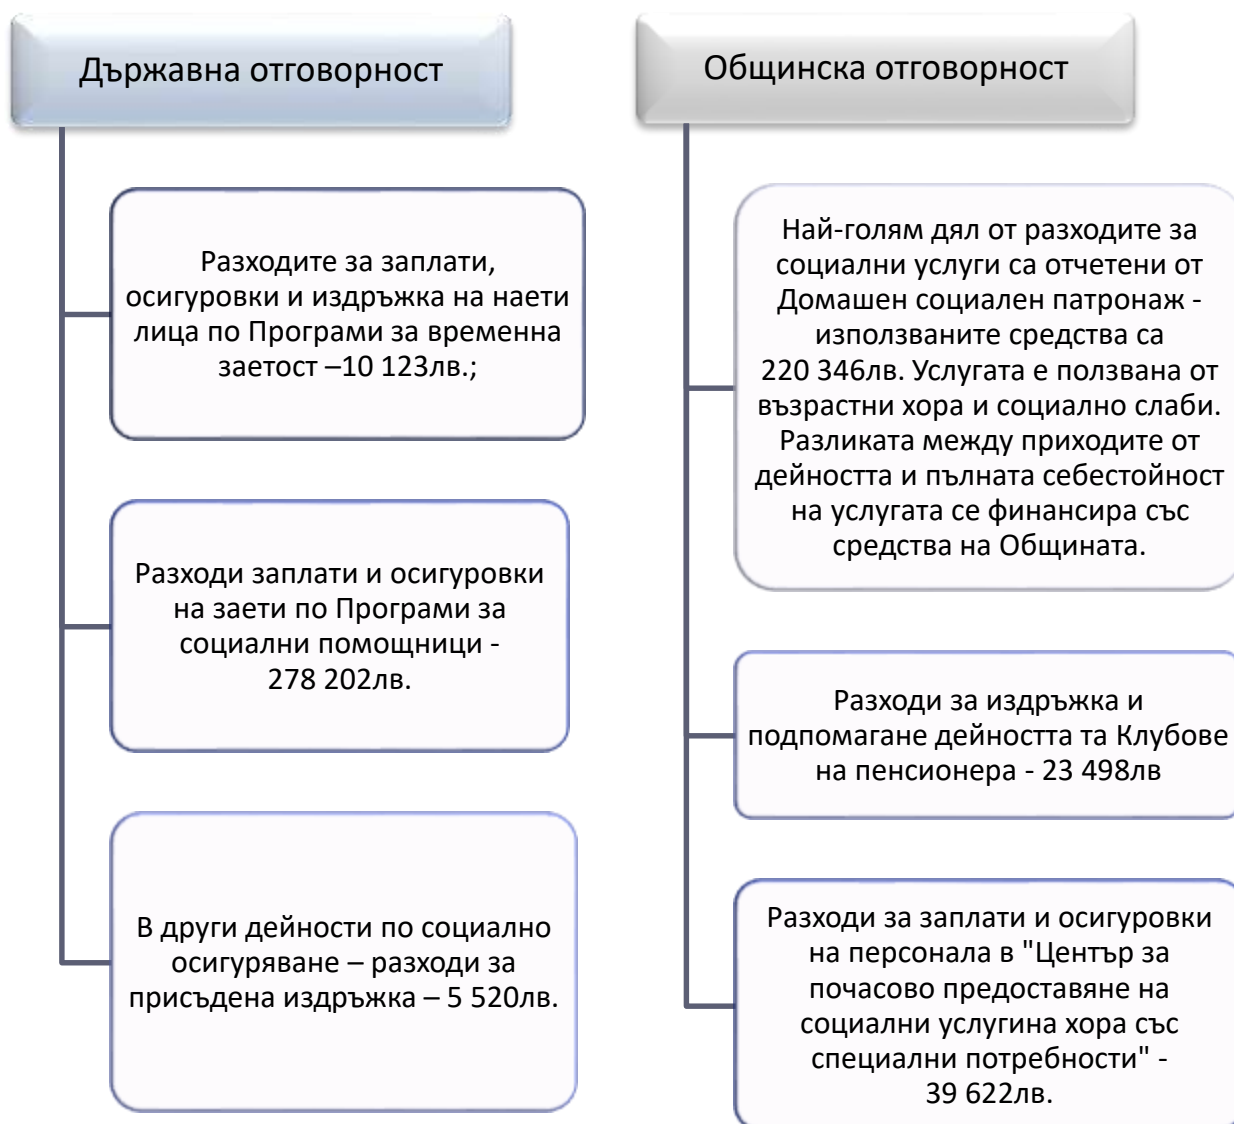 Държавна отговорност
Разходите за заплати,
осигуровки и издръжка на наети
лица по Програми за временна
заетост –10 123лв.;
Разходи заплати и осигуровки
на заети по Програми за
социални помощници -
278 202лв.
В други дейности по социално
осигуряване – разходи за
присъдена издръжка – 5 520лв.
Общинска отговорност
Най-голям дял от разходите за
социални услуги са отчетени от
Домашен социален патронаж -
използваните средства са
220 346лв. Услугата е ползвана от
възрастни хора и социално слаби.
Разликата между приходите от
дейността и пълната себестойност
на услугата се финансира със
средства на Общината.
Разходи за издръжка и
подпомагане дейността та Клубове
на пенсионера - 23 498лв
Разходи за заплати и осигуровки
на персонала в "Център за
почасово предоставяне на
социални услугина хора със
специални потребности" -
39 622лв.